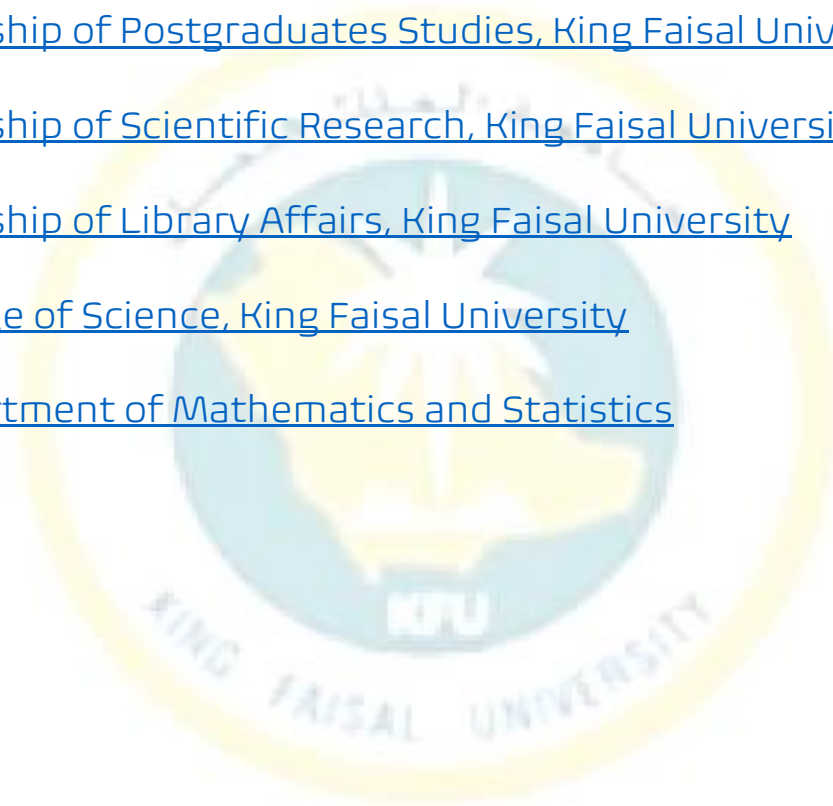 ship of Postgraduates Studies, King Faisal Univ
ship of Scientific Research, King Faisal Universi
ship of Library Affairs, King Faisal University
e of Science, King Faisal University
rtment of Mathematics and Statistics
KFU
KING FAISAL UNIVERSITY